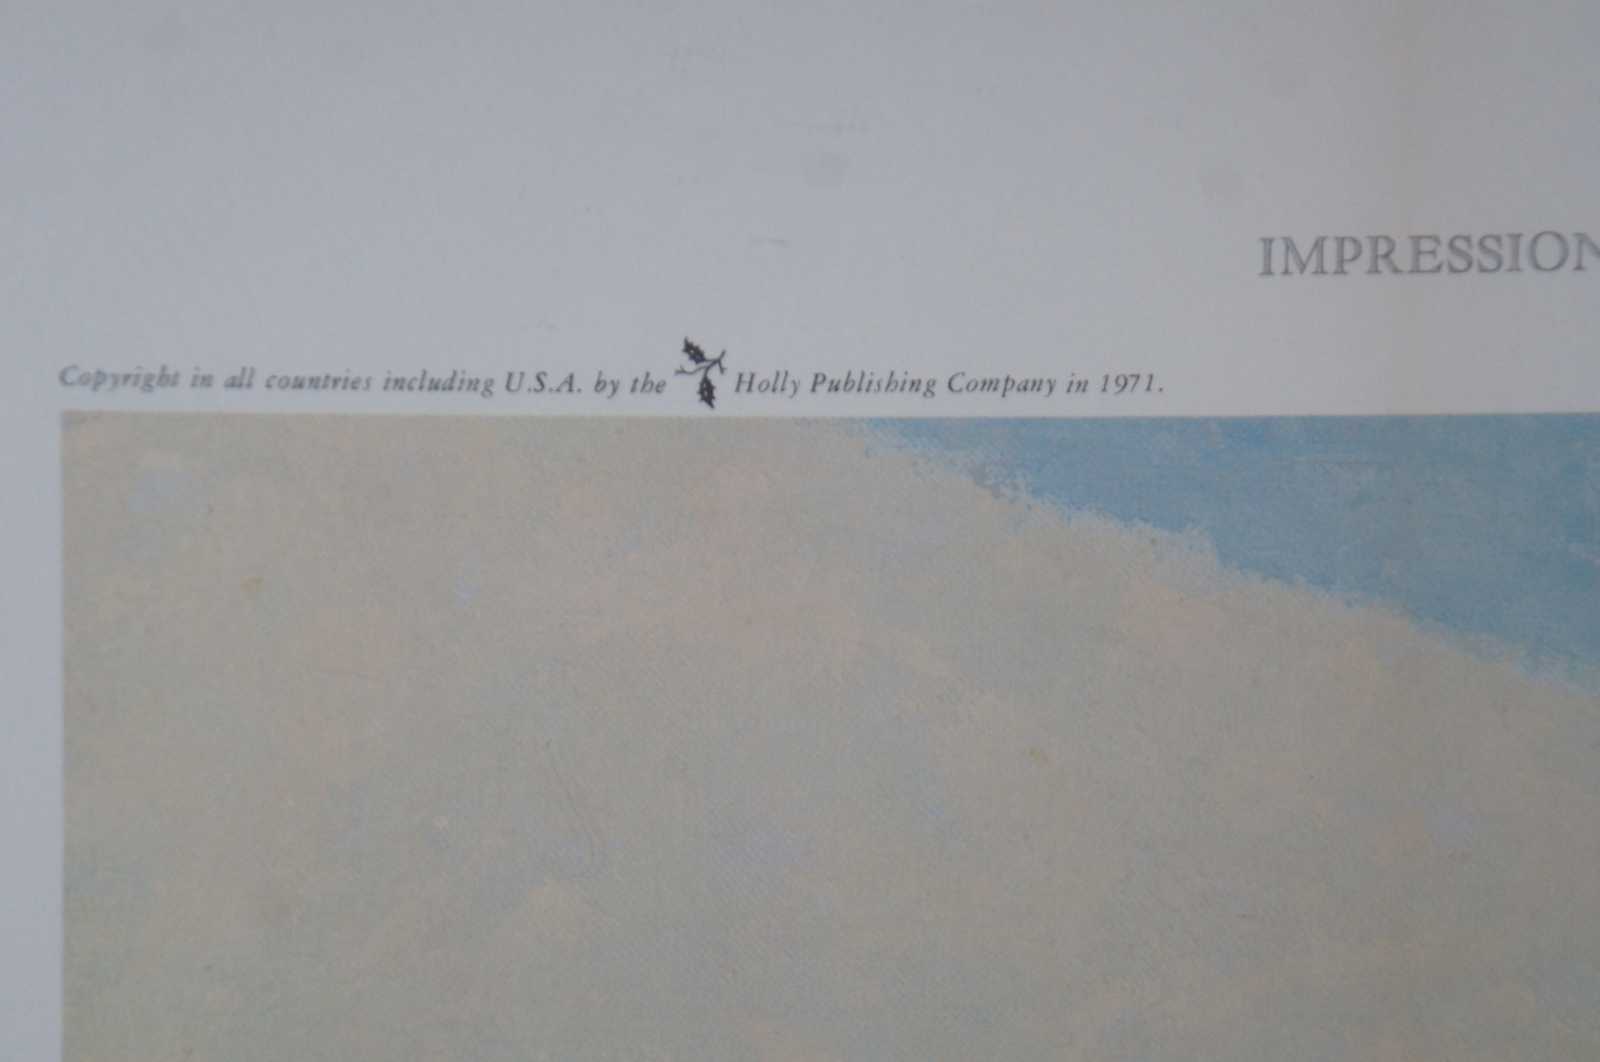 IMPRESSION
Copyright in all countries including U.S.A. by the Holly Publishing Company in 1971.